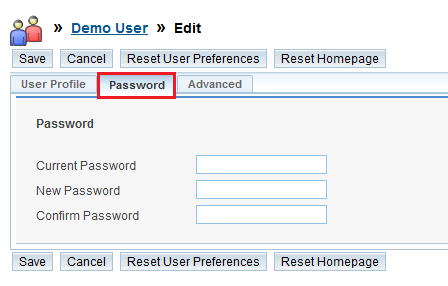 » Demo User » Edit
Save Cancel Reset User Preferences Reset Homepage
User Profile Password Advanced
Password
Current Password
New Password
Confirm Password
Save Cancel Reset User Preferences Reset Homepage